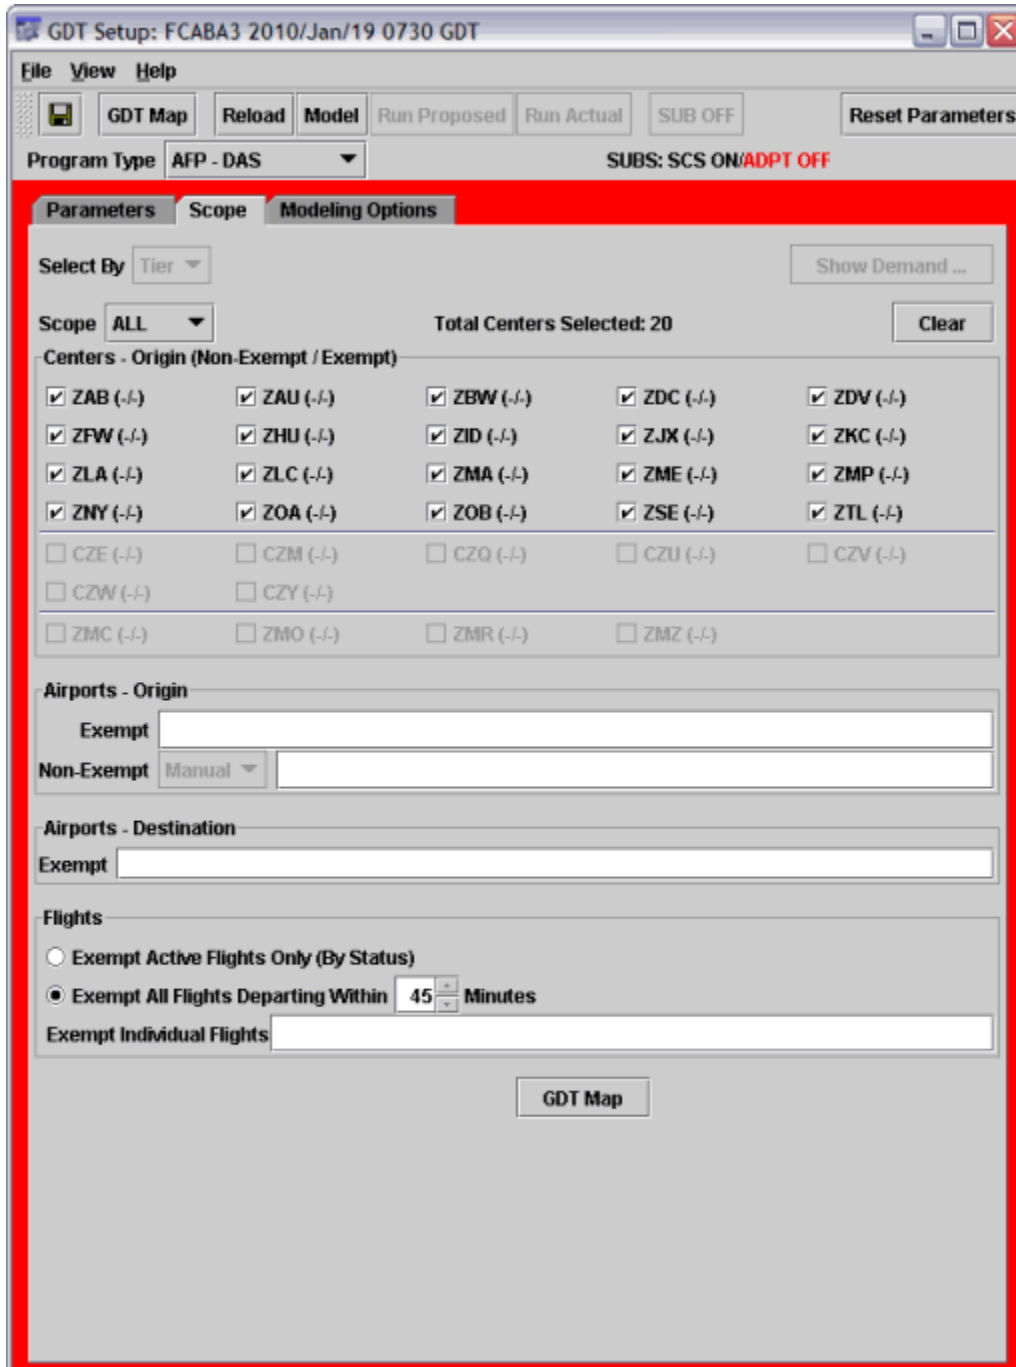 GDT Setup: FCABA3 2010/Jan/19 0730 GDT
File View Help
GDT Map Reload Model Run Proposed Run Actual SUB OFF Reset Parameters
Program Type AFP - DAS SUBS: SCS ON/ADPT OFF
Parameters Scope Modeling Options
Select By Tier Show Demand ...
Scope ALL Total Centers Selected: 20 Clear
Centers - Origin (Non-Exempt / Exempt)
ZAB (-/-) ZAU (-/-) ZBW (-/-) ZDC (-/-) ZDV (-/-)
ZFW (-/-) ZHU (-/-) ZID (-/-) ZJX (-/-) ZKC (-/-)
ZLA (-/-) ZLC (-/-) ZMA (-/-) ZME (-/-) ZMP (-/-)
ZNY (-/-) ZOA (-/-) ZOB (-/-) ZSE (-/-) ZTL (-/-)
CZE (-/-) CZM (-/-) CZQ (-/-) CZU (-/-) CZV (-/-)
CZW (-/-) CZY (-/-)
ZMC (-/-) ZMO (-/-) ZMR (-/-) ZMZ (-/-)
Airports - Origin
Exempt
Non-Exempt Manual
Airports - Destination
Exempt
Flights
Exempt Active Flights Only (By Status)
Exempt All Flights Departing Within 45 Minutes
Exempt Individual Flights
GDT Map